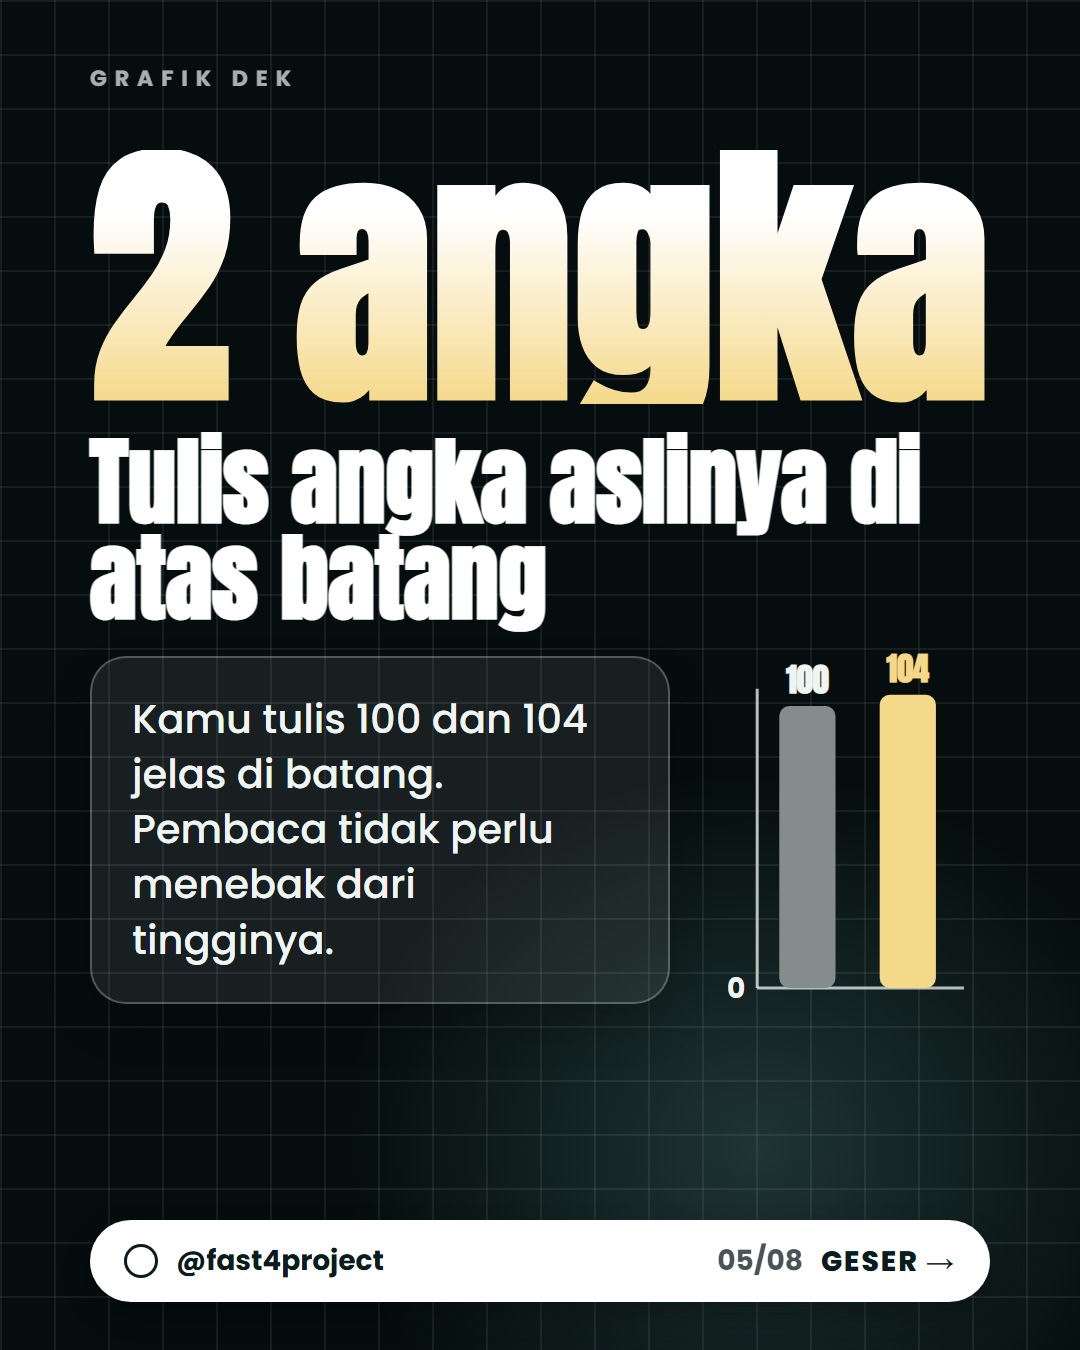 GRAFIK DEK
2 angka
Tulis angka aslinya di
atas batang
Kamu tulis 100 dan 104
jelas di batang.
Pembaca tidak perlu
menebak dari
tingginya.
100
104
0
@fast4project
05/08 GESER →